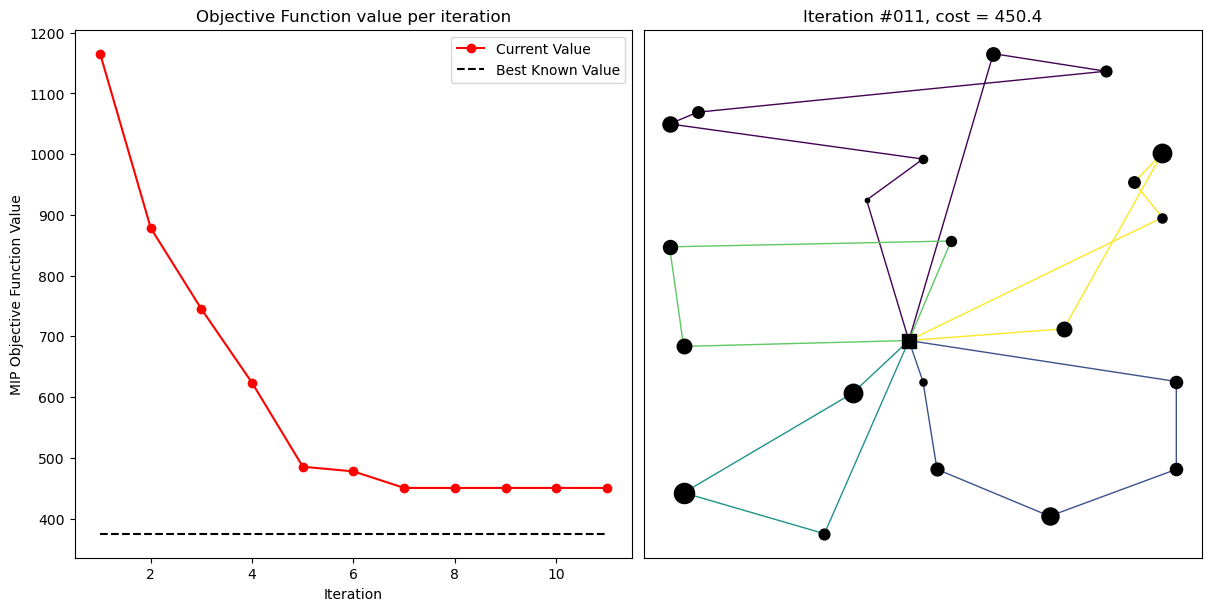 Objective Function value per iteration
1200
1100
1000
900
800
700
600
500
400
MIP Objective Function Value
2
4
6
8
10
Iteration
Current Value
Best Known Value
Iteration #011, cost = 450.4